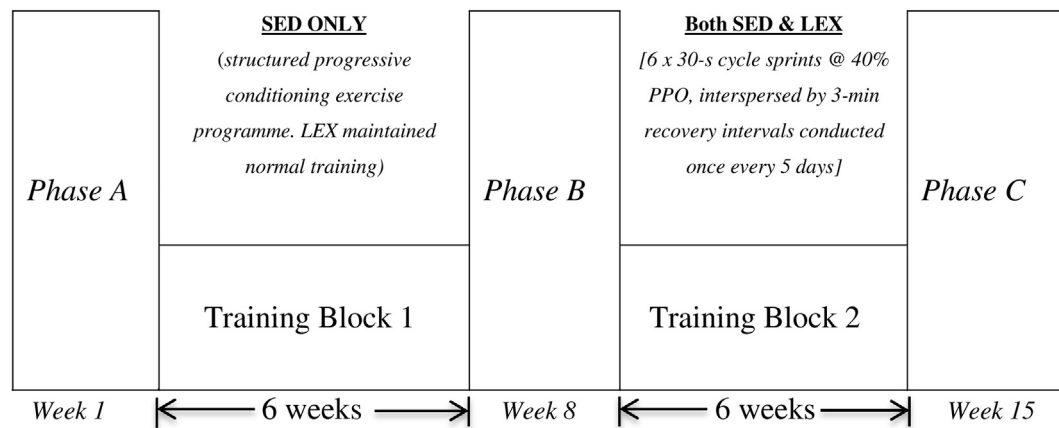 SED ONLY
(structured progressive
conditioning exercise
programme. LEX maintained
normal training)
Both SED & LEX
[6 x 30-s cycle sprints @ 40%
PPO, interspersed by 3-min
recovery intervals conducted
once every 5 days]
Phase A
Phase B
Phase C
Training Block 1
Training Block 2
Week 1
6 weeks
Week 8
6 weeks
Week 15